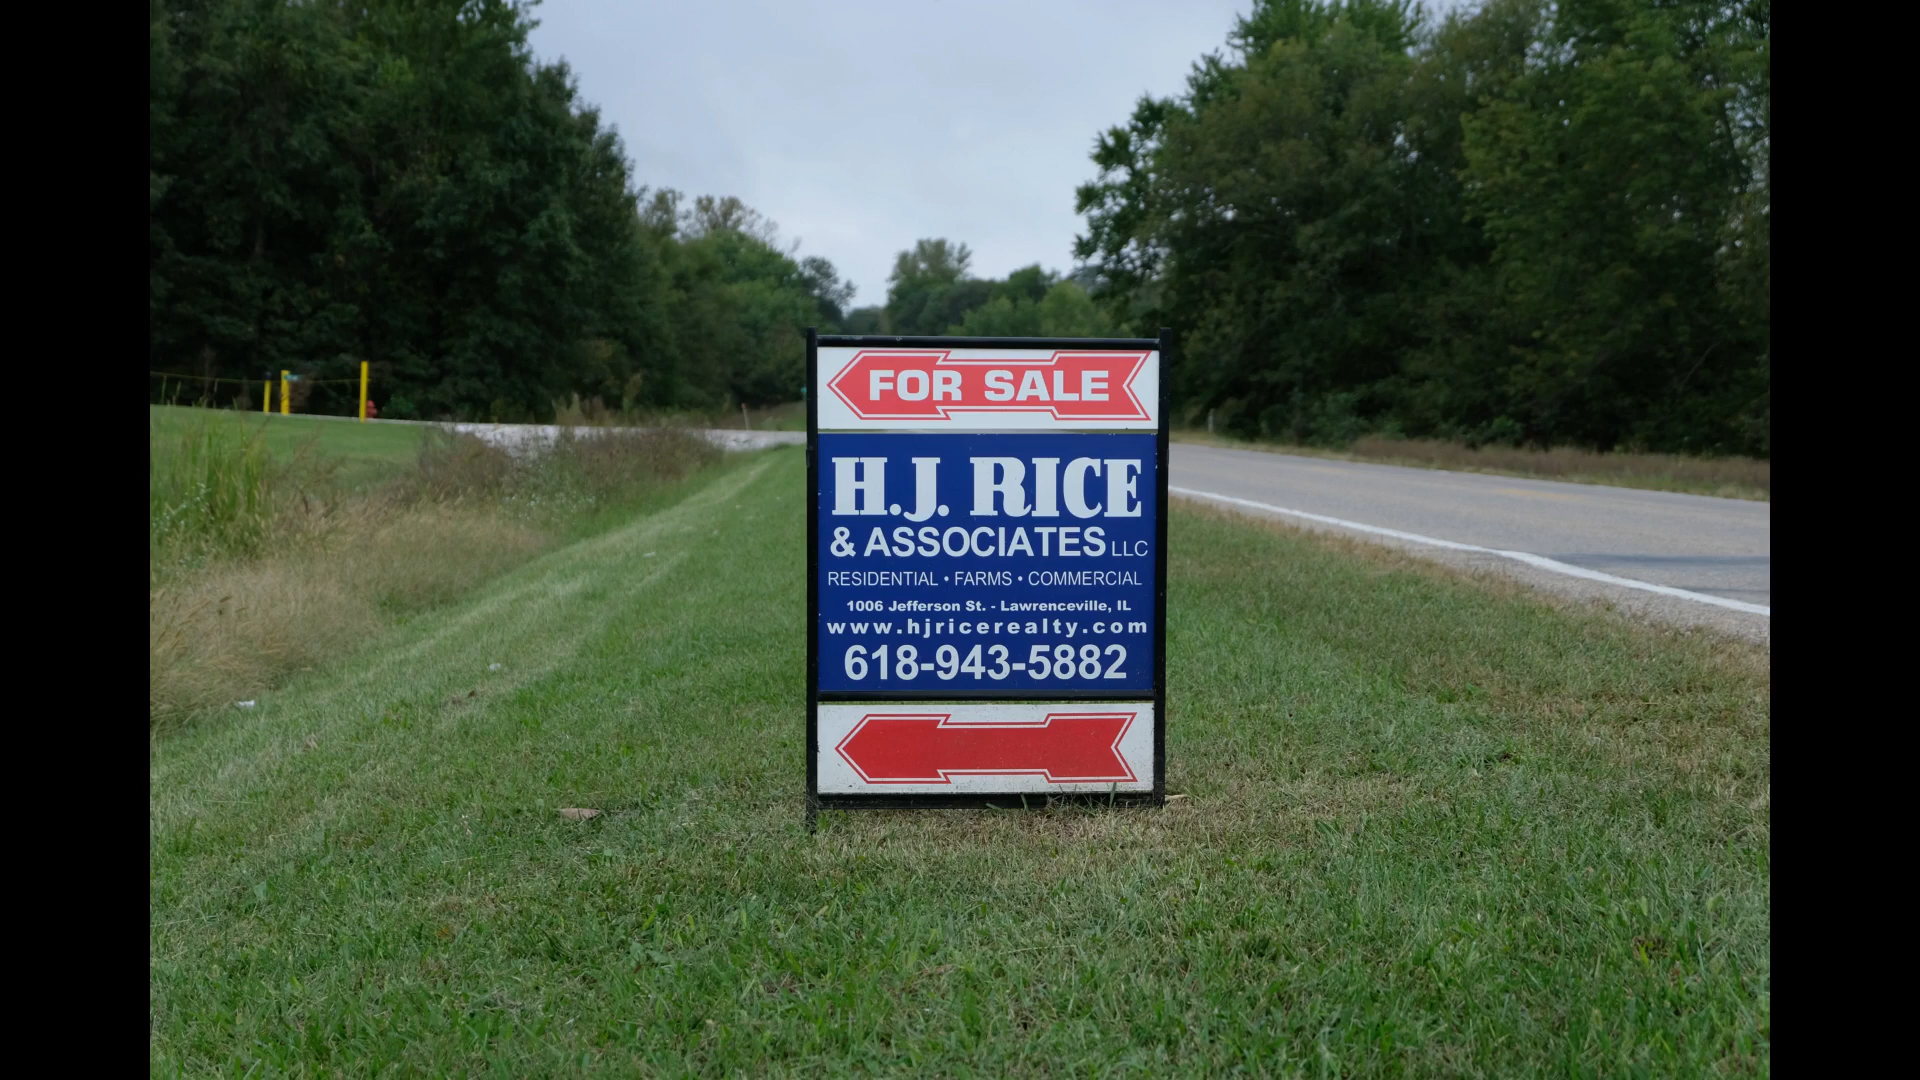 FOR SALE
H.J. RICE
& ASSOCIATES LLC
RESIDENTIAL • FARMS • COMMERCIAL
1006 Jefferson St. - Lawrenceville, IL
www.hjricerealty.com
618-943-5882